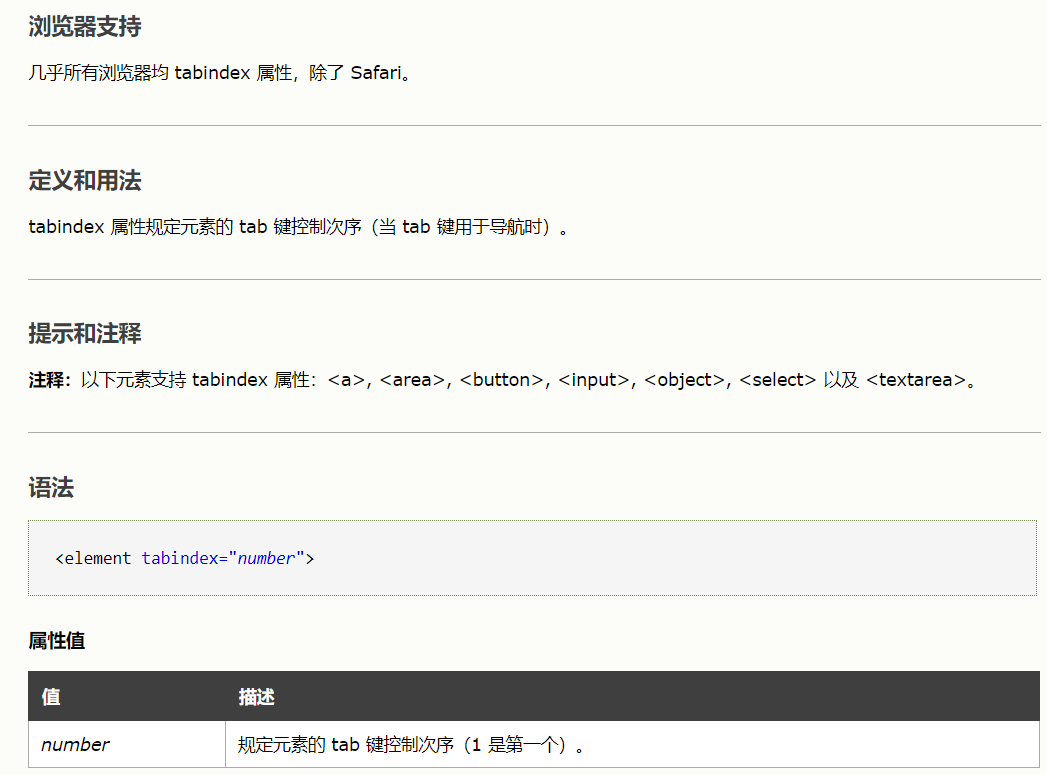 浏览器支持
几乎所有浏览器均 tabindex 属性，除了 Safari。
定义和用法
tabindex 属性规定元素的 tab 键控制次序（当 tab 键用于导航时）。
提示和注释
注释：以下元素支持 tabindex 属性：<a>, <area>, <button>, <input>, <object>, <select> 以及 <textarea>。
语法
<element tabindex="number">
属性值
值 描述
number 规定元素的 tab 键控制次序（1 是第一个）。